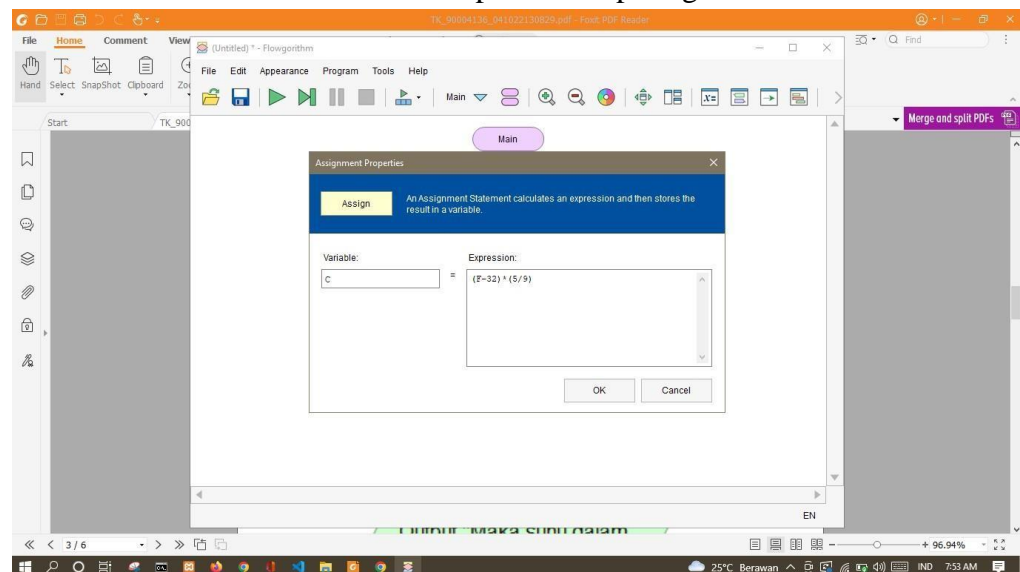 TK_90004136_041022130829.pdf - Foxit PDF Reader
File Home Comment View
Find
(Untitled) * - Flowgorithm
File Edit Appearance Program Tools Help
Hand Select SnapShot Clipboard
Main
Start TK_900
Merge and split PDFs
Main
Assignment Properties
Assign
An Assignment Statement calculates an expression and then stores the
result in a variable.
Variable: Expression:
C = (F-32)*(5/9)
OK Cancel
EN
Output "Maka suhu dalam
3 / 6 96.94%
25°C Berawan IND 7:53 AM